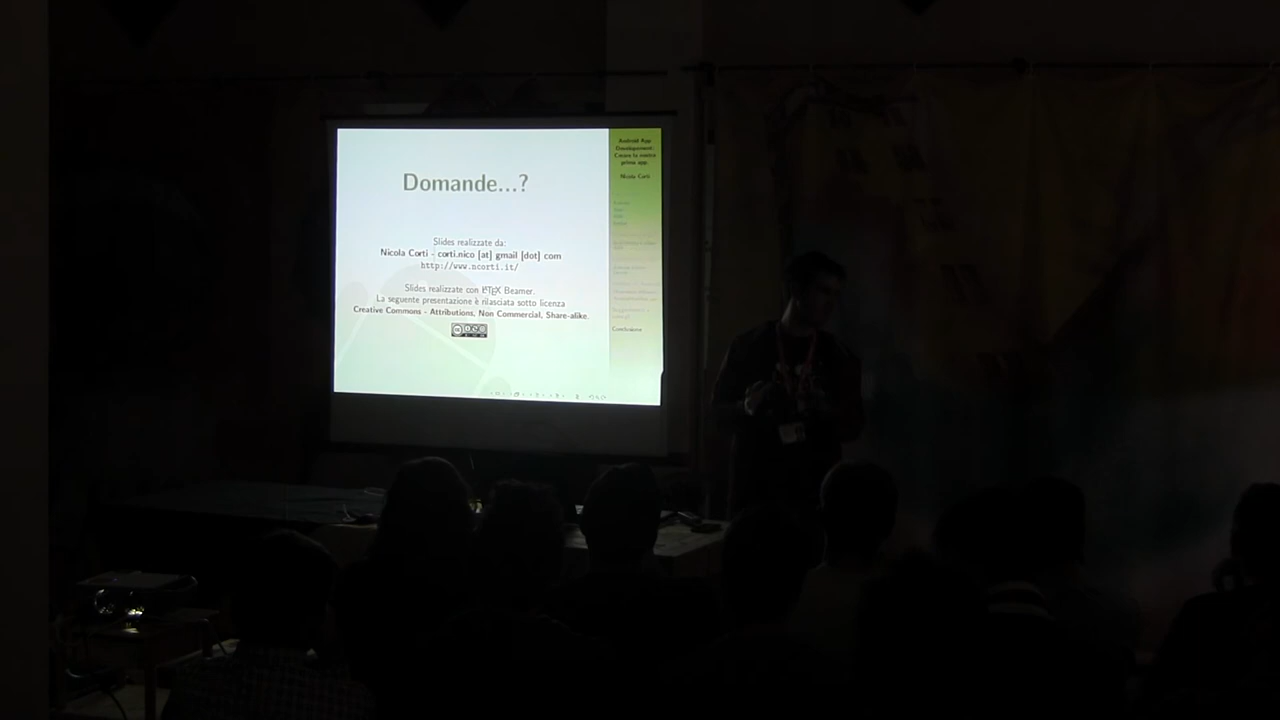 Domande...?
Slides realizzate da:
Nicola Corti - corti.nico [at] gmail [dot] com
http://www.ncorti.it/
Slides realizzate con LATEX Beamer.
La seguente presentazione è rilasciata sotto licenza
Creative Commons - Attributions, Non Commercial, Share-alike.
Android App
Developement:
Creare la nostra
prima app.
Nicola Corti
Conclusione